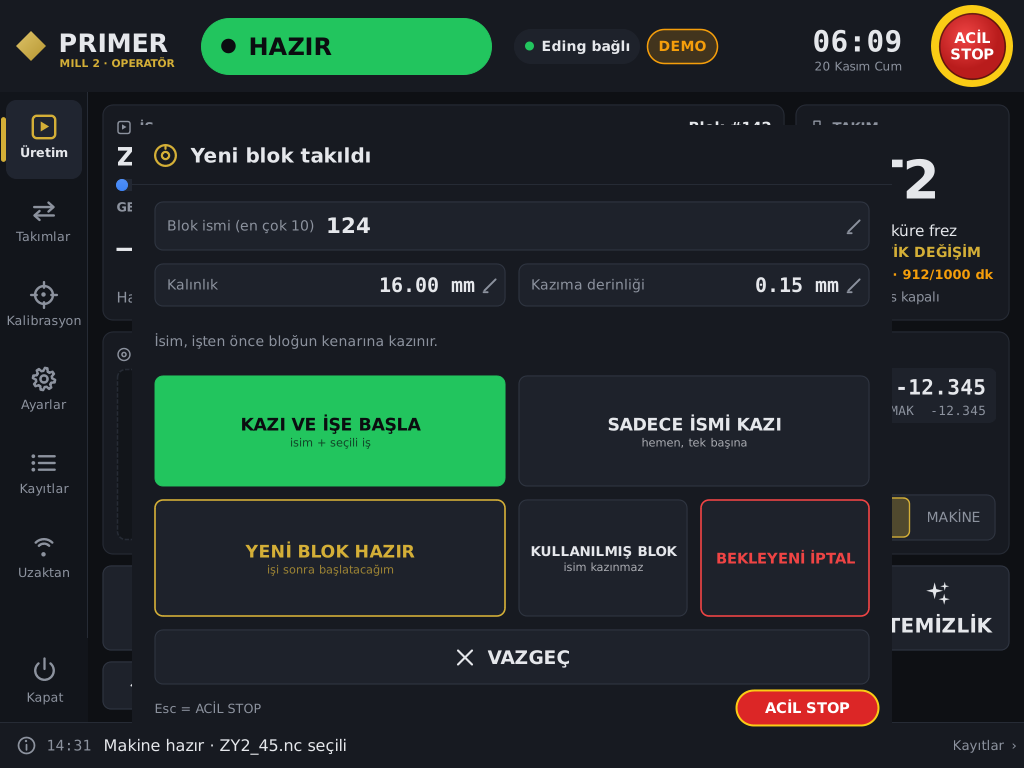 PRIMER
MILL 2 · OPERATÖR
HAZIR
Eding bağlı
DEMO
06:09
20 Kasım Cum
ACİL
STOP
Üretim
Takımlar
Kalibrasyon
Ayarlar
Kayıtlar
Uzaktan
Kapat
Yeni blok takıldı
Blok ismi (en çok 10) 124
Kalınlık 16.00 mm
Kazıma derinliği 0.15 mm
İsim, işten önce bloğun kenarına kazınır.
KAZI VE İŞE BAŞLA
isim + seçili iş
SADECE İSMİ KAZI
hemen, tek başına
YENİ BLOK HAZIR
işi sonra başlatacağım
KULLANILMIŞ BLOK
isim kazınmaz
BEKLEYENİ İPTAL
VAZGEÇ
Esc = ACİL STOP
ACİL STOP
küre frez
DEĞİŞİM
· 912/1000 dk
kapalı
-12.345
-12.345
MAKİNE
TEMİZLİK
14:31 Makine hazır · ZY2_45.nc seçili
Kayıtlar ›